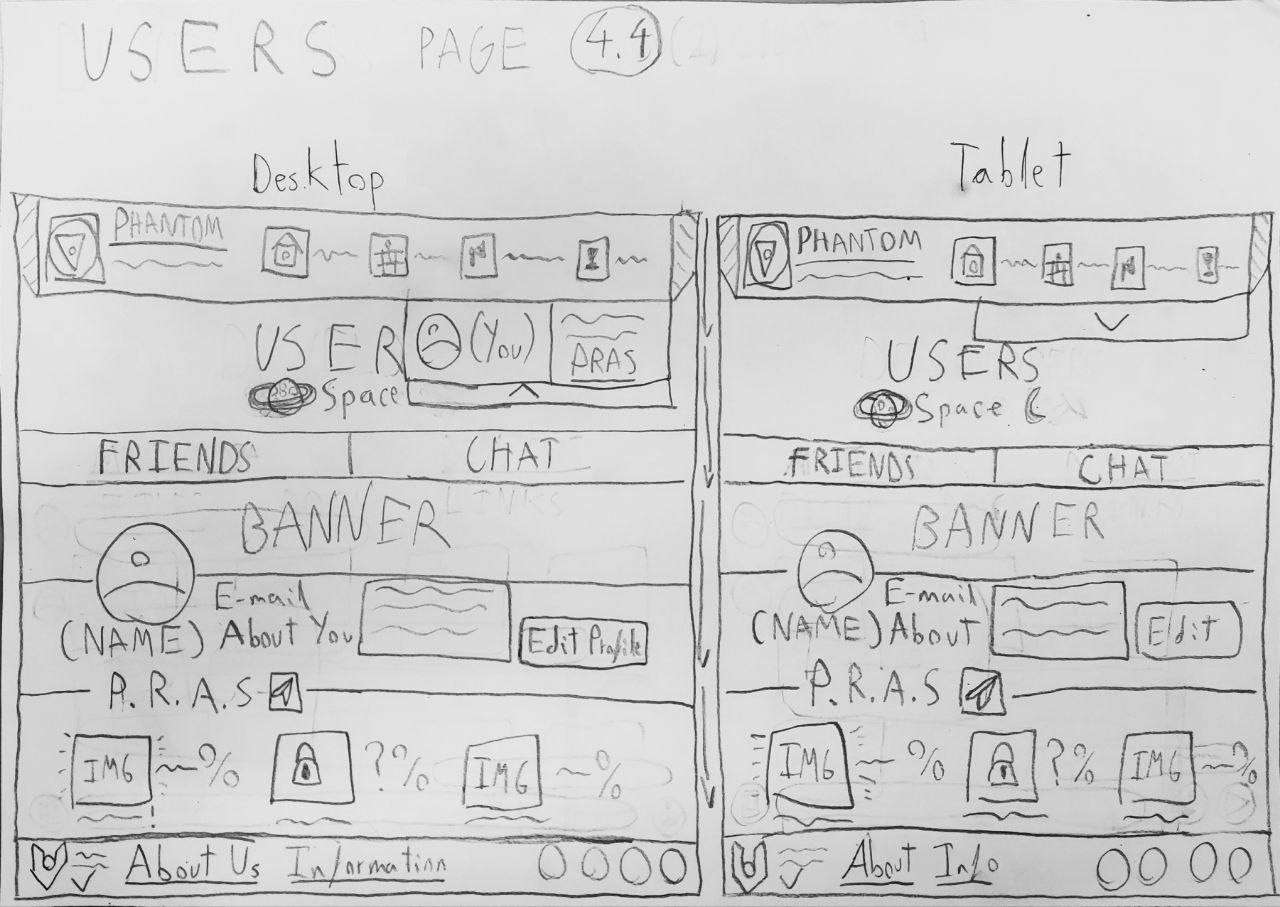 USERS PAGE 4.4
Desktop
PHANTOM
USER
(You)
ARAS
Space
FRIENDS CHAT
BANNER
E-mail
(NAME) About You
Edit Profile
P.R.A.S
IMG % ?% IMG %
About Us Information
Tablet
PHANTOM
USERS
Space
FRIENDS CHAT
BANNER
E-mail
(NAME) About
Edit
P.R.A.S
IMG % ?% IMG %
About Info